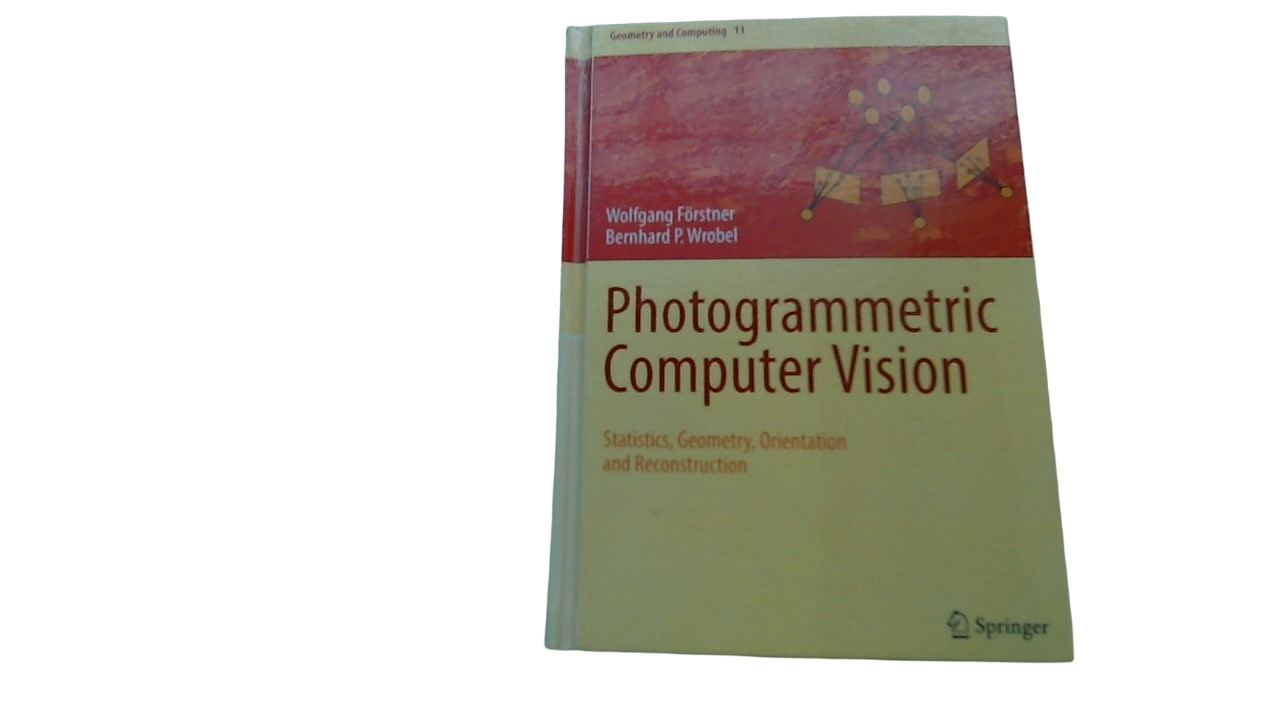 Geometry and Computing 11
Wolfgang Förstner
Bernhard P. Wrobel
Photogrammetric
Computer Vision
Statistics, Geometry, Orientation
and Reconstruction
Springer